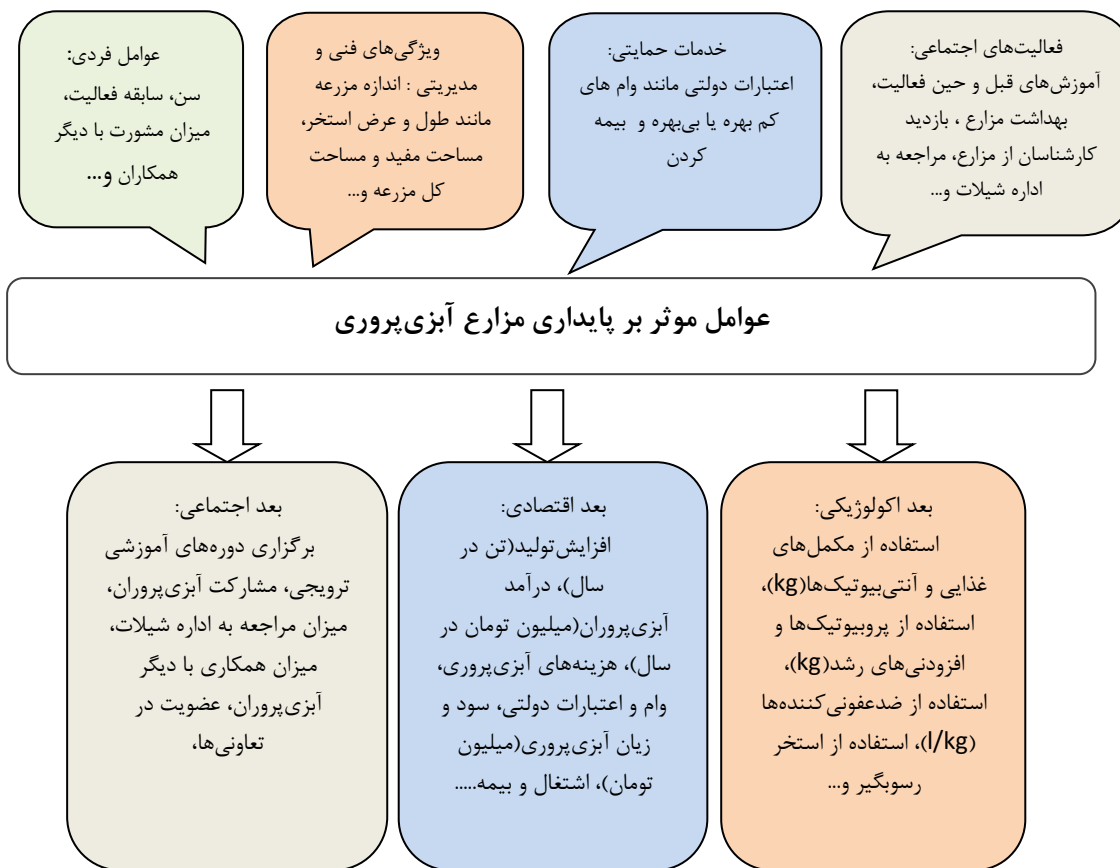 فعالیت‌های اجتماعی:
آموزش‌های قبل و حین فعالیت،
بهداشت مزارع ، بازدید
کارشناسان از مزارع، مراجعه به
اداره شیلات و...
خدمات حمایتی:
اعتبارات دولتی مانند وام های
کم بهره یا بی‌بهره و بیمه
کردن
ویژگی‌های فنی و
مدیریتی : اندازه مزرعه
مانند طول و عرض استخر،
مساحت مفید و مساحت
کل مزرعه و...
عوامل فردی:
سن، سابقه فعالیت،
میزان مشورت با دیگر
همکاران و...
عوامل موثر بر پایداری مزارع آبزی‌پروری
بعد اکولوژیکی:
استفاده از مکمل‌های
غذایی و آنتی‌بیوتیک‌ها(kg)،
استفاده از پروبیوتیک‌ها و
افزودنی‌های رشد(kg)،
استفاده از ضدعفونی‌کننده‌ها
(l/kg)، استفاده از استخر
رسوبگیر و...
بعد اقتصادی:
افزایش‌تولید(تن در
سال)، درآمد
آبزی‌پروران(میلیون تومان در
سال)، هزینه‌های آبزی‌پروری،
وام و اعتبارات دولتی، سود و
زیان آبزی‌پروری(میلیون
تومان)، اشتغال و بیمه.....
بعد اجتماعی:
برگزاری دوره‌های آموزشی
ترویجی، مشارکت آبزی‌پروران،
میزان مراجعه به اداره شیلات،
میزان همکاری با دیگر
آبزی‌پروران، عضویت در
تعاونی‌ها،